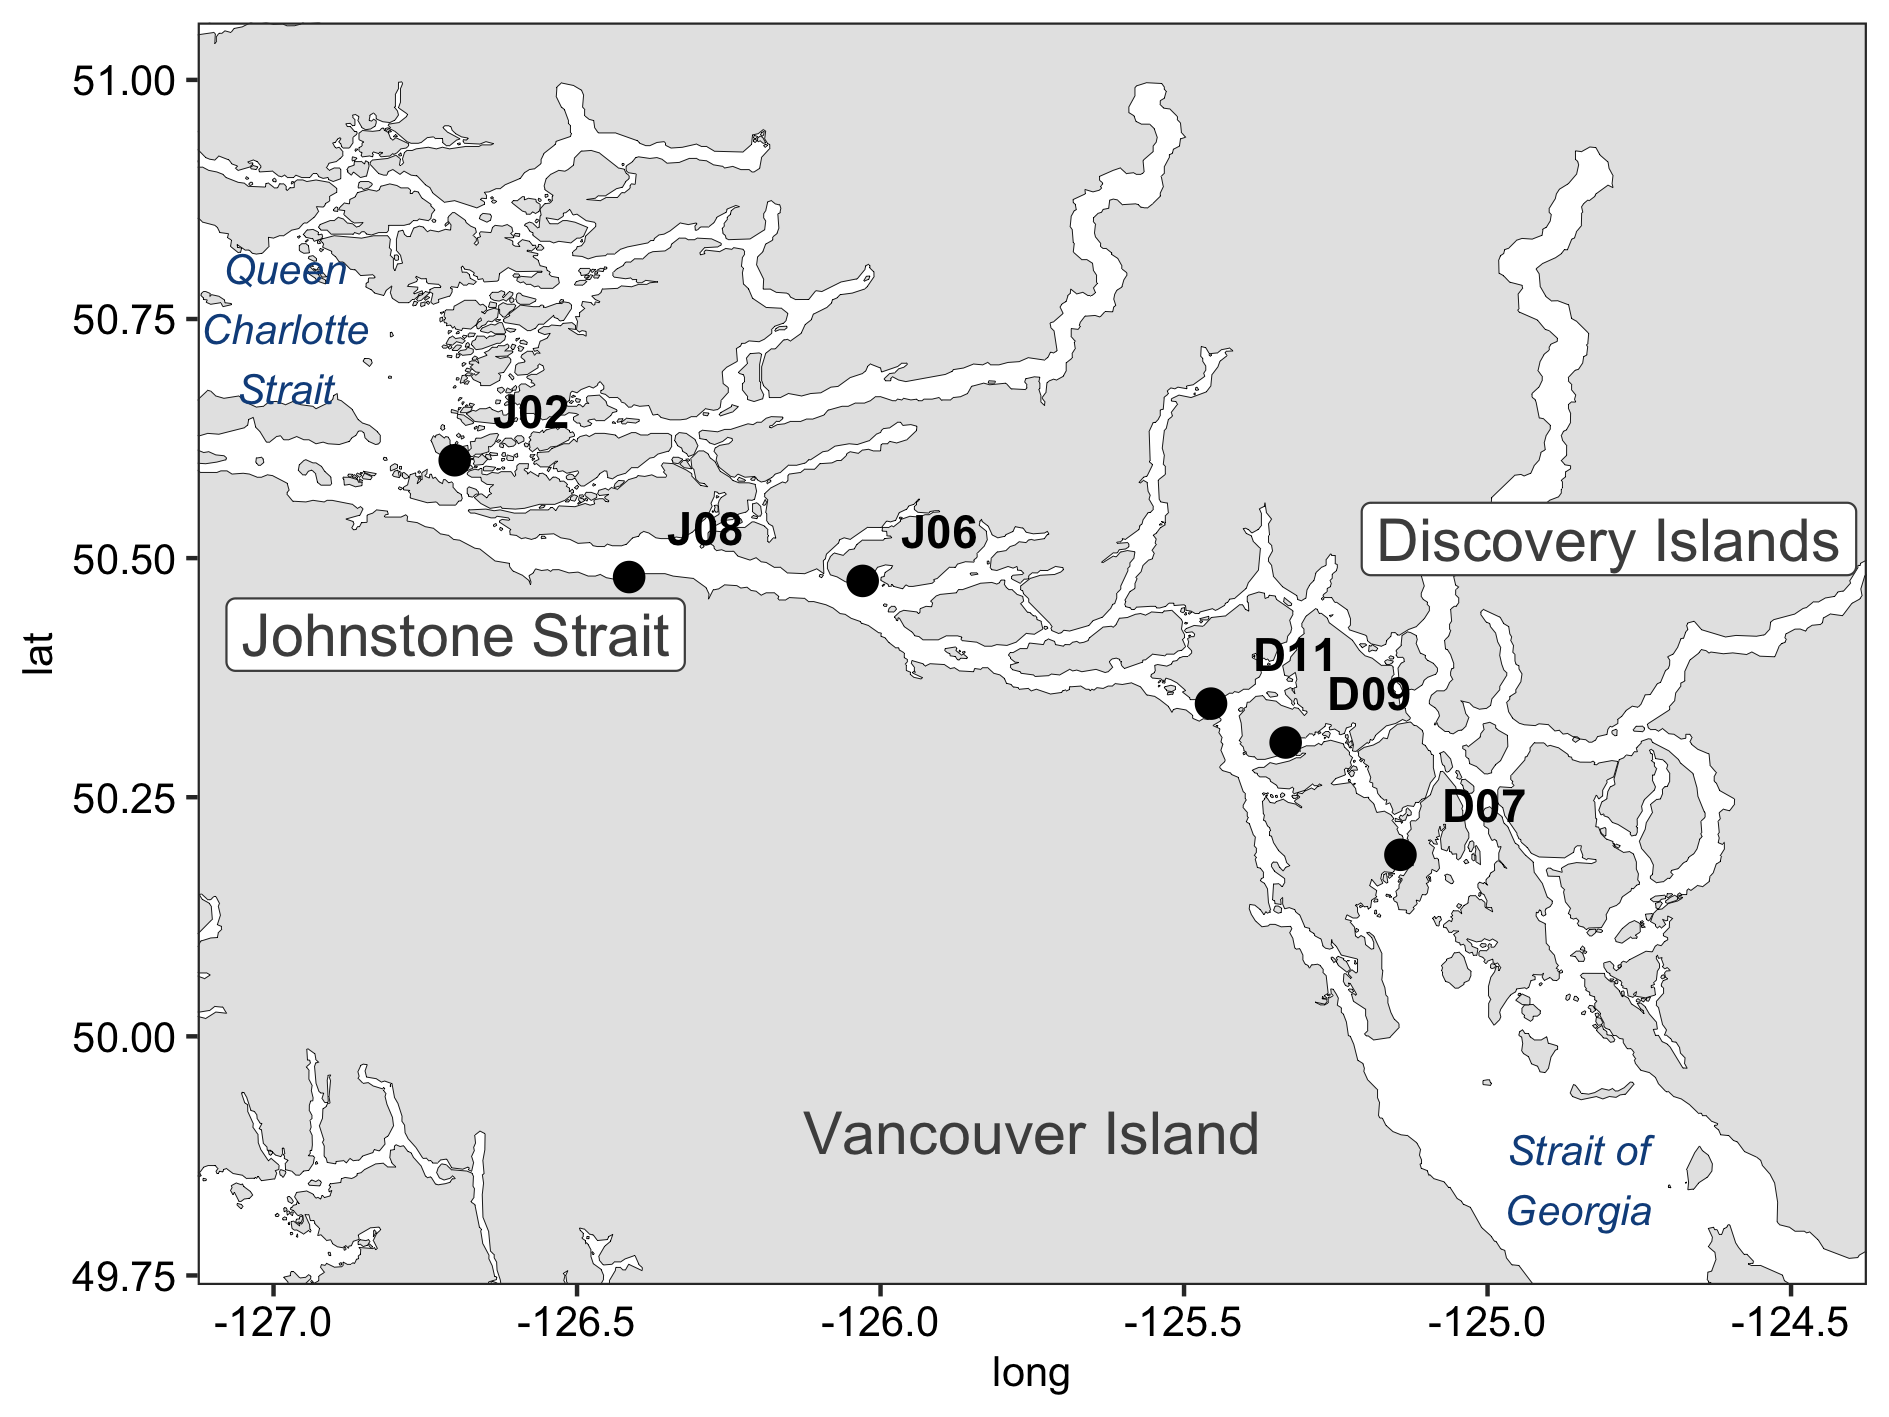 51.00
50.75
50.50
50.25
50.00
49.75
lat
Queen
Charlotte
Strait
J02
J08
J06
Discovery Islands
Johnstone Strait
D11
D09
D07
Vancouver Island
Strait of
Georgia
-127.0
-126.5
-126.0
-125.5
-125.0
-124.5
long